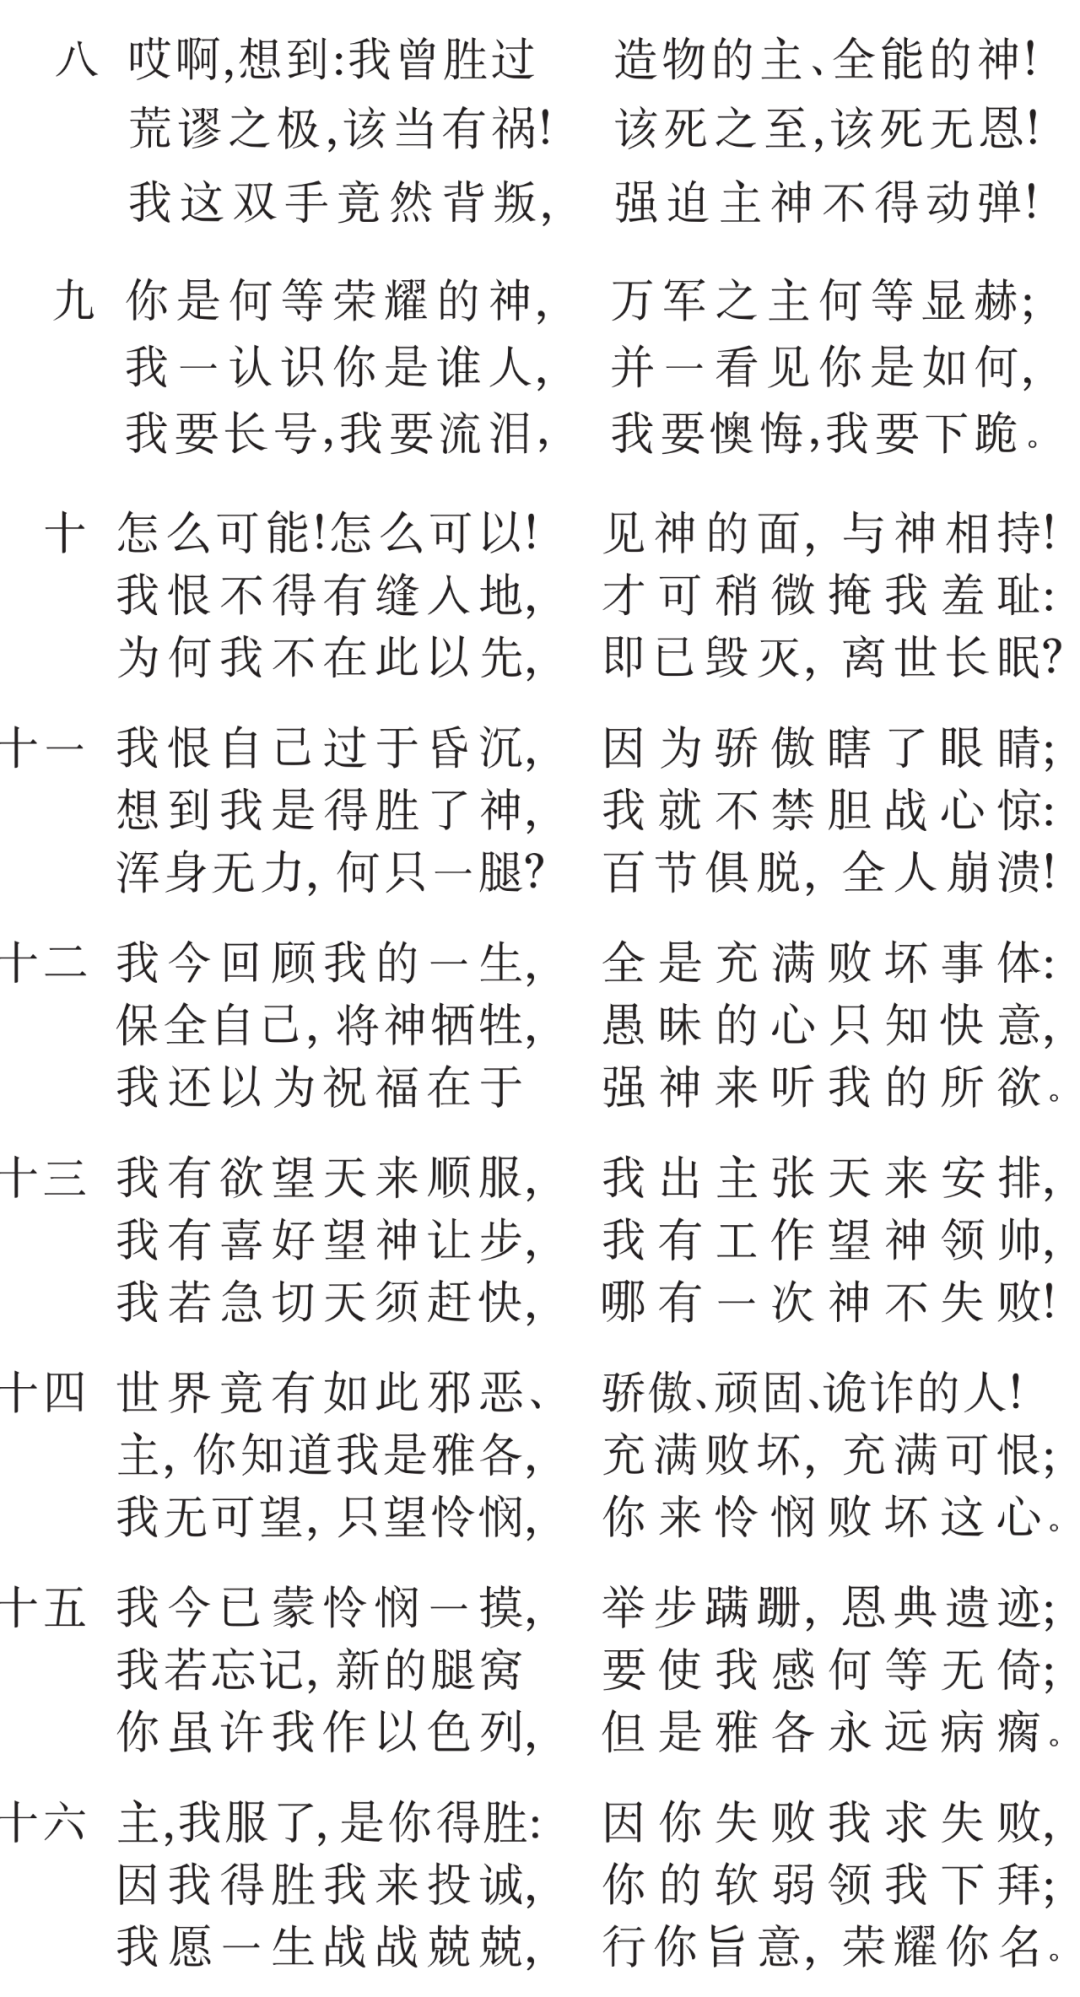 八 哎啊,想到:我曾胜过 造物的主、全能的神!
荒谬之极,该当有祸! 该死之至,该死无恩!
我这双手竟然背叛, 强迫主神不得动弹!
九 你是何等荣耀的神, 万军之主何等显赫;
我一认识你是谁人, 并一看见你是如何,
我要长号,我要流泪, 我要懊悔,我要下跪。
十 怎么可能!怎么可以! 见神的面, 与神相持!
我恨不得有缝入地, 才可稍微掩我羞耻:
为何我不在此以先, 即已毁灭, 离世长眠?
十一 我恨自己过于昏沉, 因为骄傲瞎了眼睛;
想到我是得胜了神, 我就不禁胆战心惊:
浑身无力, 何只一腿? 百节俱脱, 全人崩溃!
十二 我今回顾我的一生, 全是充满败坏事体:
保全自己, 将神牺牲, 愚昧的心只知快意,
我还以为祝福在于 强神来听我的所欲。
十三 我有欲望天来顺服, 我出主张天来安排,
我有喜好望神让步, 我有工作望神领帅,
我若急切天须赶快, 哪有一次神不失败!
十四 世界竟有如此邪恶、 骄傲、顽固、诡诈的人!
主, 你知道我是雅各, 充满败坏, 充满可恨;
我无可望, 只望怜悯, 你来怜悯败坏这心。
十五 我今已蒙怜悯一摸, 举步蹒跚, 恩典遗迹;
我若忘记, 新的腿窝 要使我感何等无倚;
你虽许我作以色列, 但是雅各永远病瘸。
十六 主,我服了, 是你得胜: 因你失败我求失败,
因我得胜我来投诚, 你的软弱领我下拜;
我愿一生战战兢兢, 行你旨意, 荣耀你名。